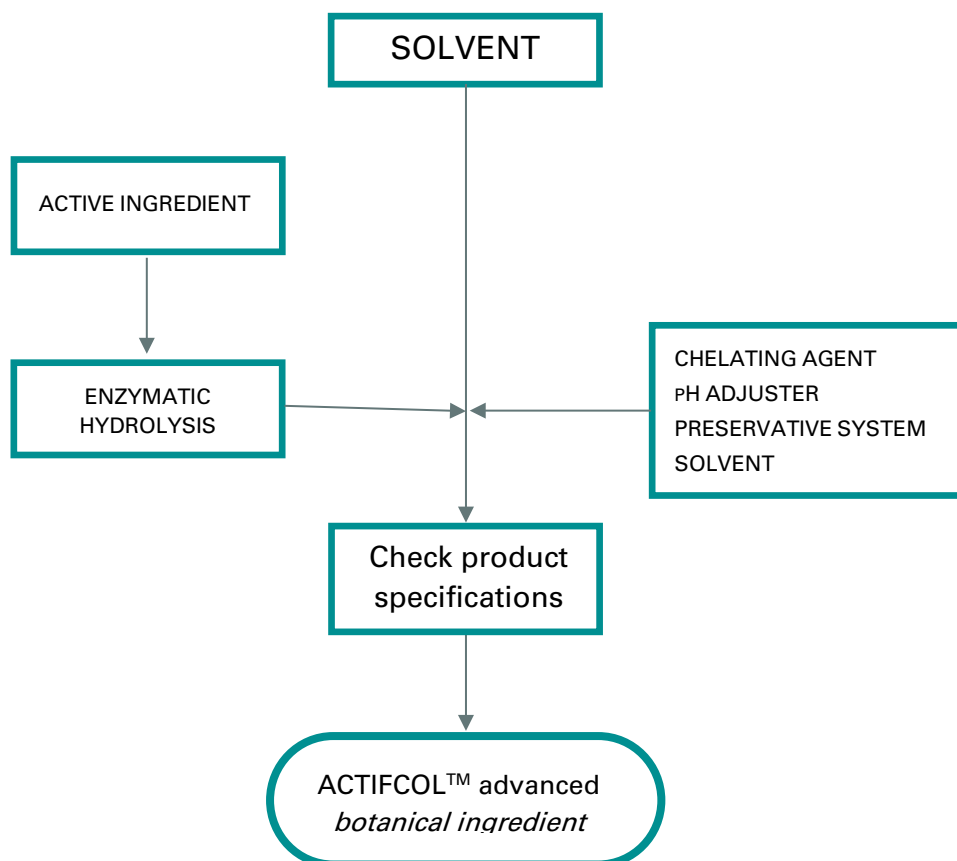 SOLVENT
ACTIVE INGREDIENT
ENZYMATIC
HYDROLYSIS
CHELATING AGENT
pH ADJUSTER
PRESERVATIVE SYSTEM
SOLVENT
Check product
specifications
ACTIFCOL™ advanced
botanical ingredient